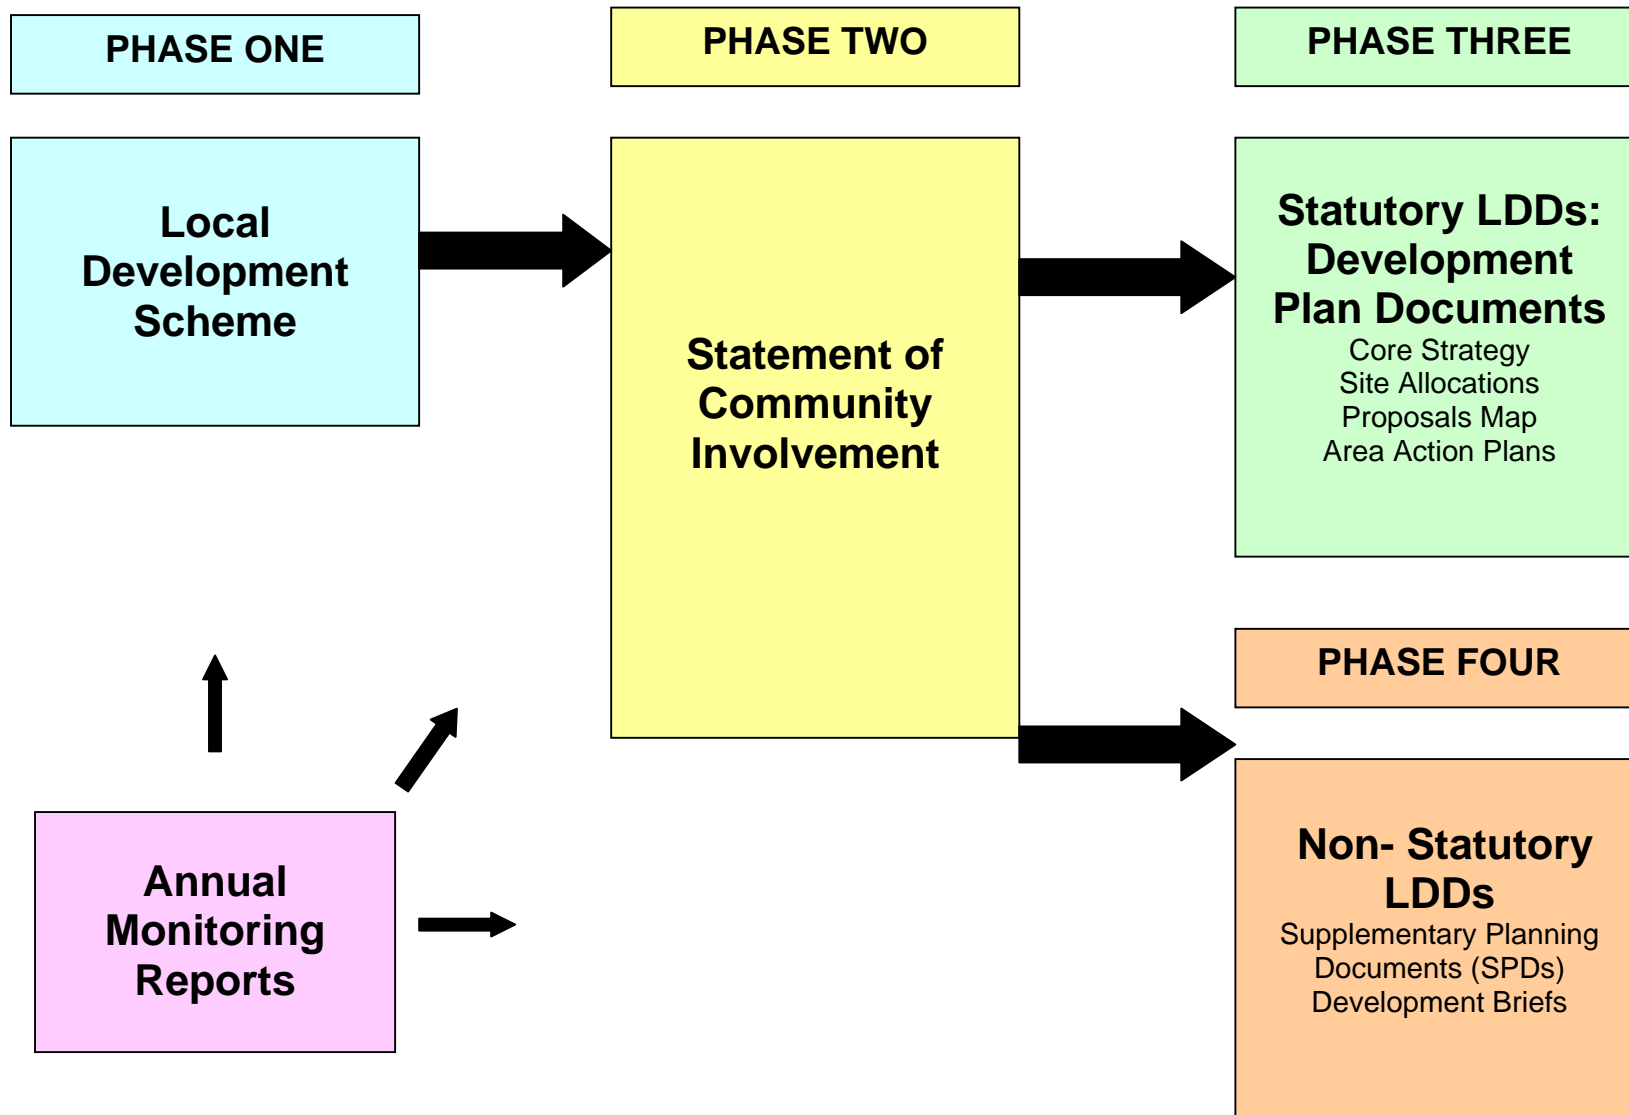 PHASE ONE
PHASE TWO
PHASE THREE
Local
Development
Scheme
Statement of
Community
Involvement
Statutory LDDs:
Development
Plan Documents
Core Strategy
Site Allocations
Proposals Map
Area Action Plans
PHASE FOUR
Annual
Monitoring
Reports
Non- Statutory
LDDs
Supplementary Planning
Documents (SPDs)
Development Briefs